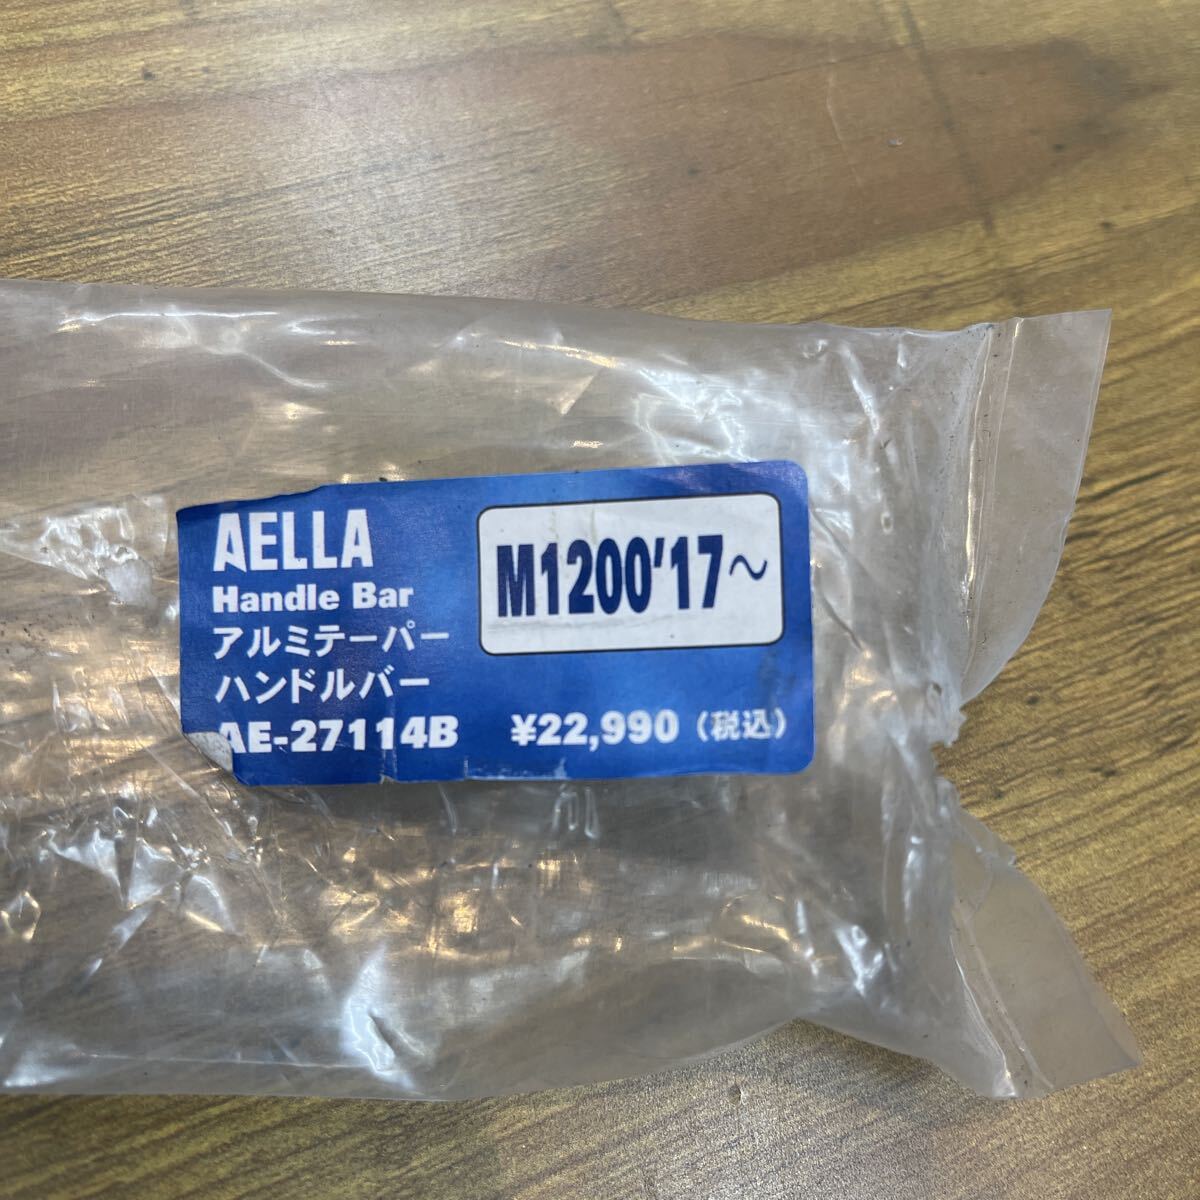 AELLA
Handle Bar
アルミテーパー
ハンドルバー
AE-27114B ¥22,990（税込）
M1200'17～